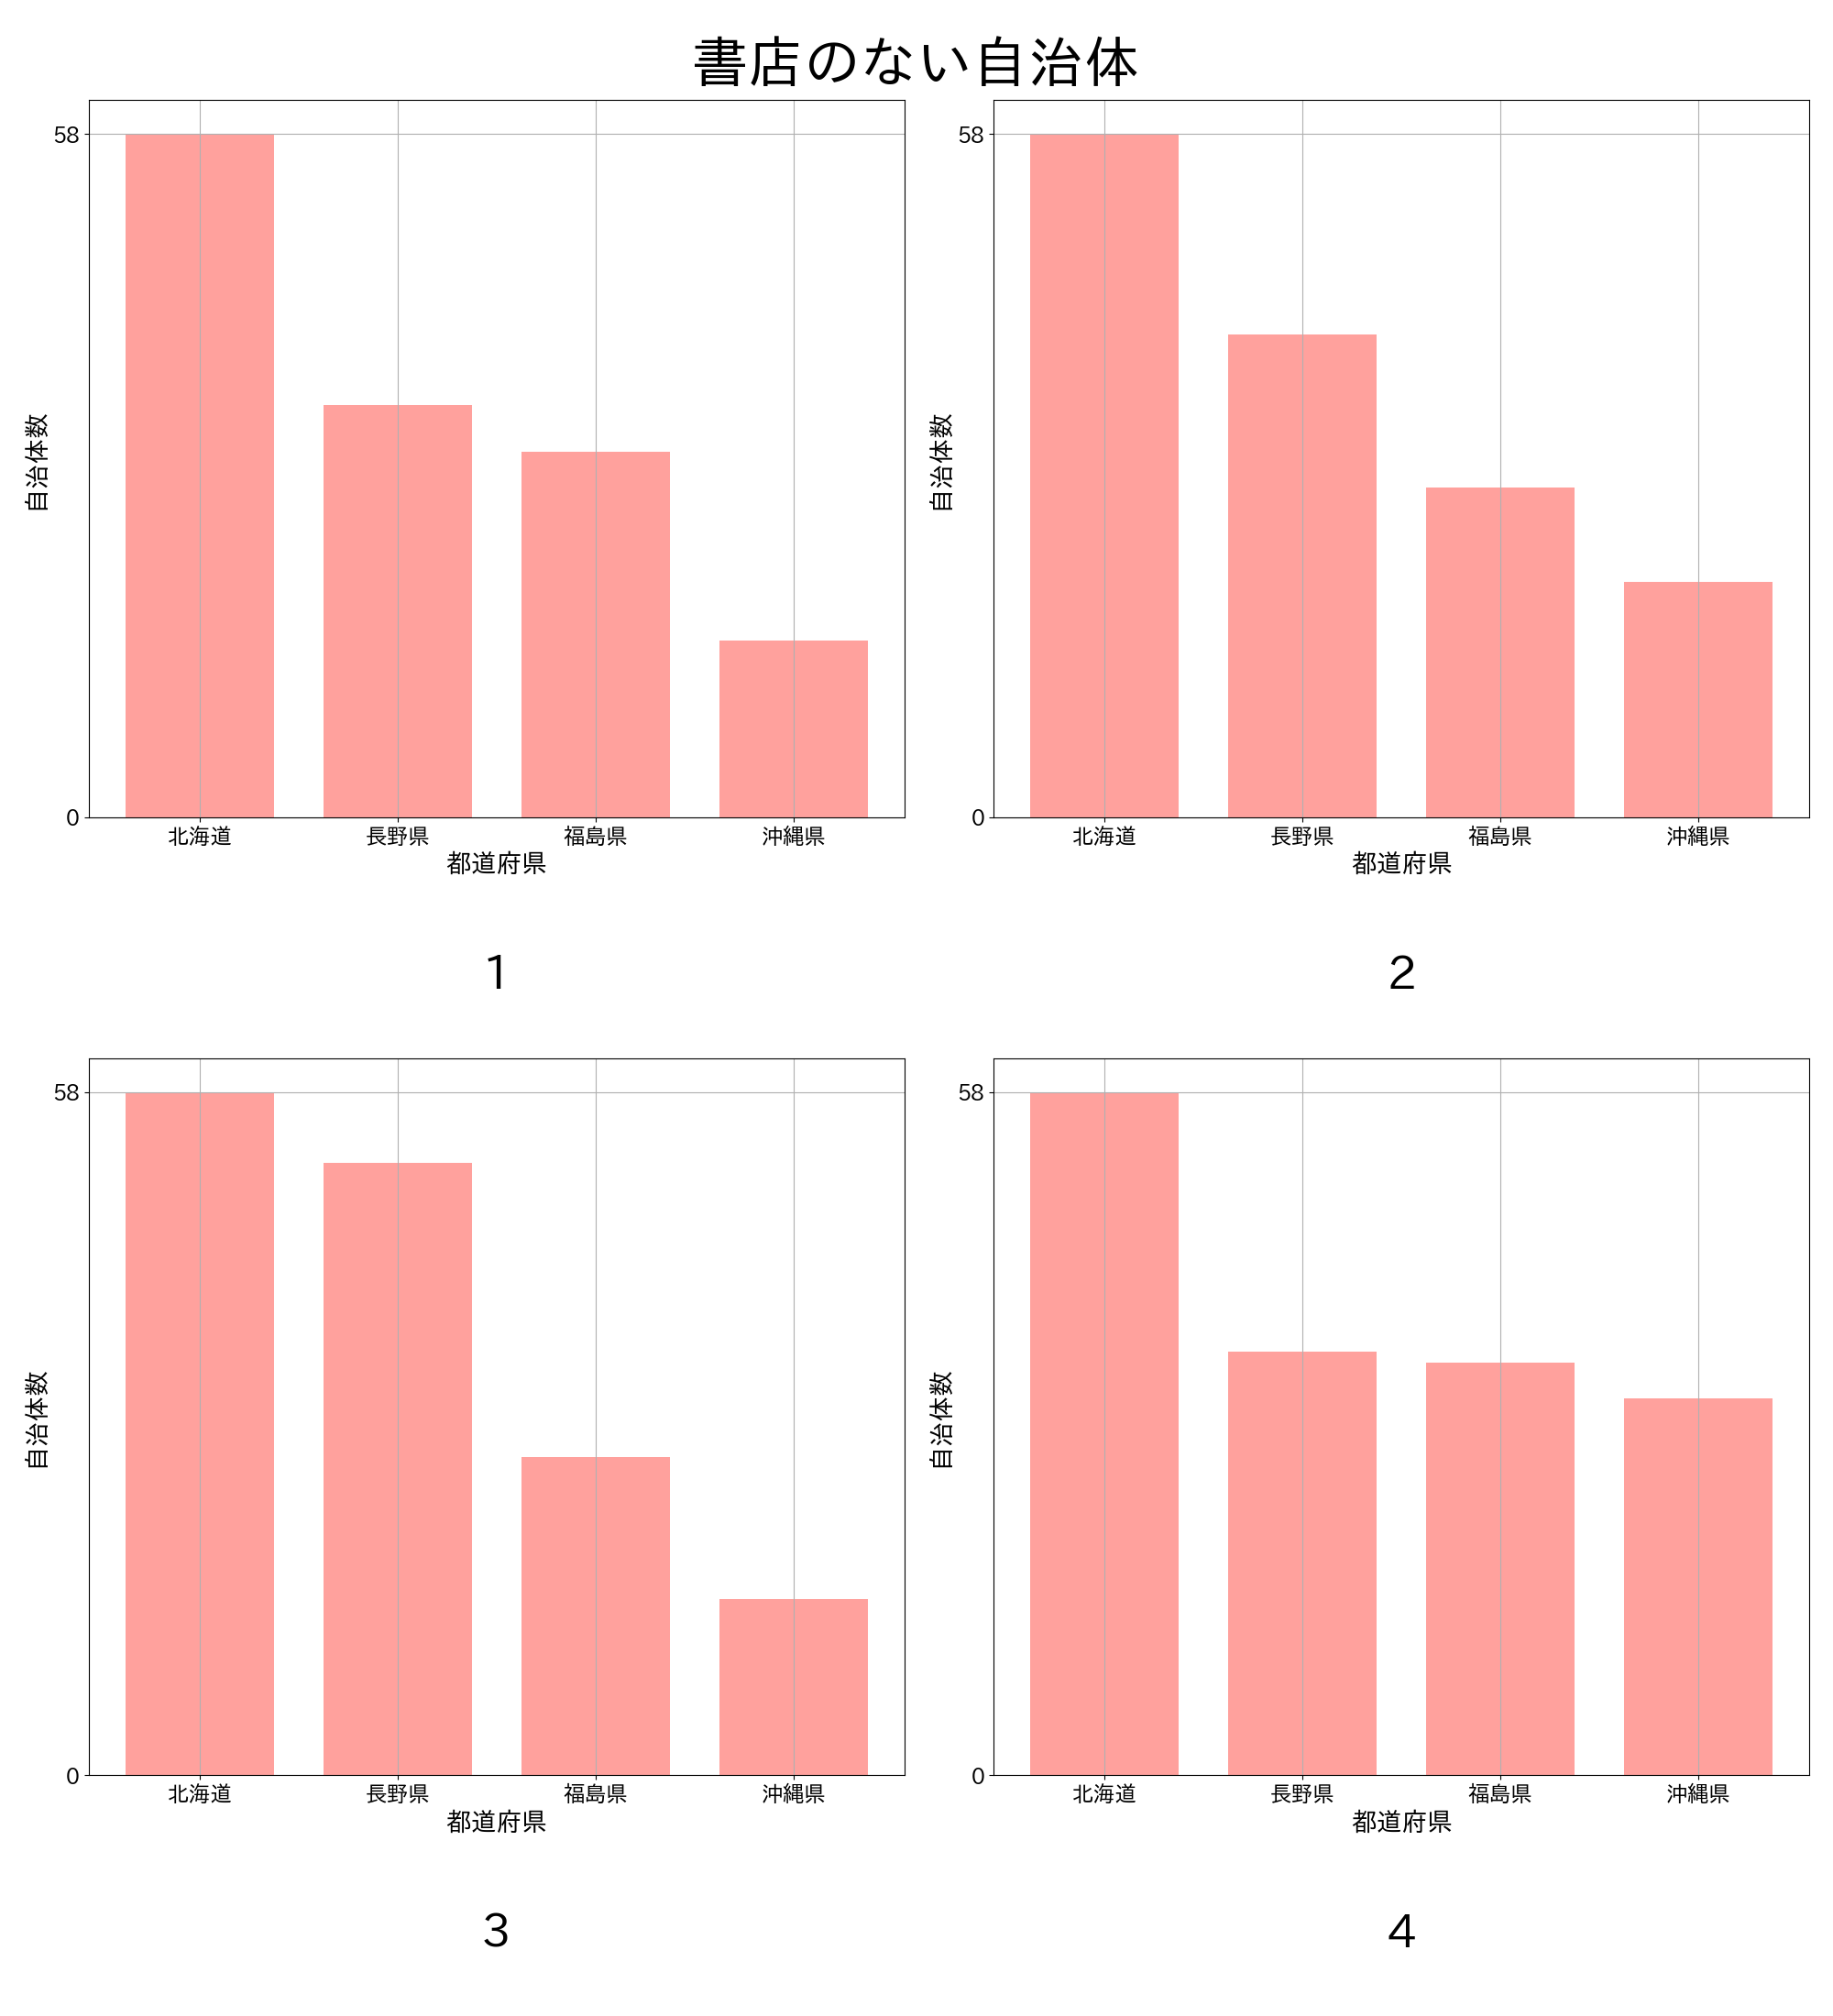 書店のない自治体
58
0
自治体数
北海道 長野県 福島県 沖縄県
都道府県
1
58
0
自治体数
北海道 長野県 福島県 沖縄県
都道府県
2
58
0
自治体数
北海道 長野県 福島県 沖縄県
都道府県
3
58
0
自治体数
北海道 長野県 福島県 沖縄県
都道府県
4